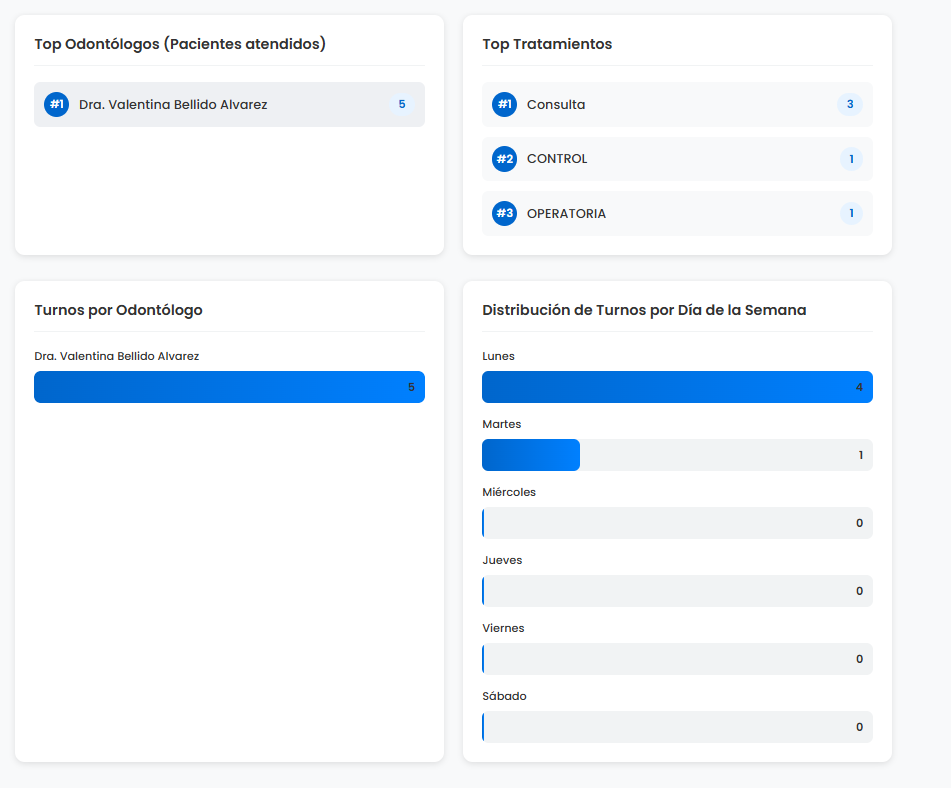 Top Odontólogos (Pacientes atendidos)
#1 Dra. Valentina Bellido Alvarez 5
Top Tratamientos
#1 Consulta 3
#2 CONTROL 1
#3 OPERATORIA 1
Turnos por Odontólogo
Dra. Valentina Bellido Alvarez
5
Distribución de Turnos por Día de la Semana
Lunes
4
Martes
1
Miércoles
0
Jueves
0
Viernes
0
Sábado
0